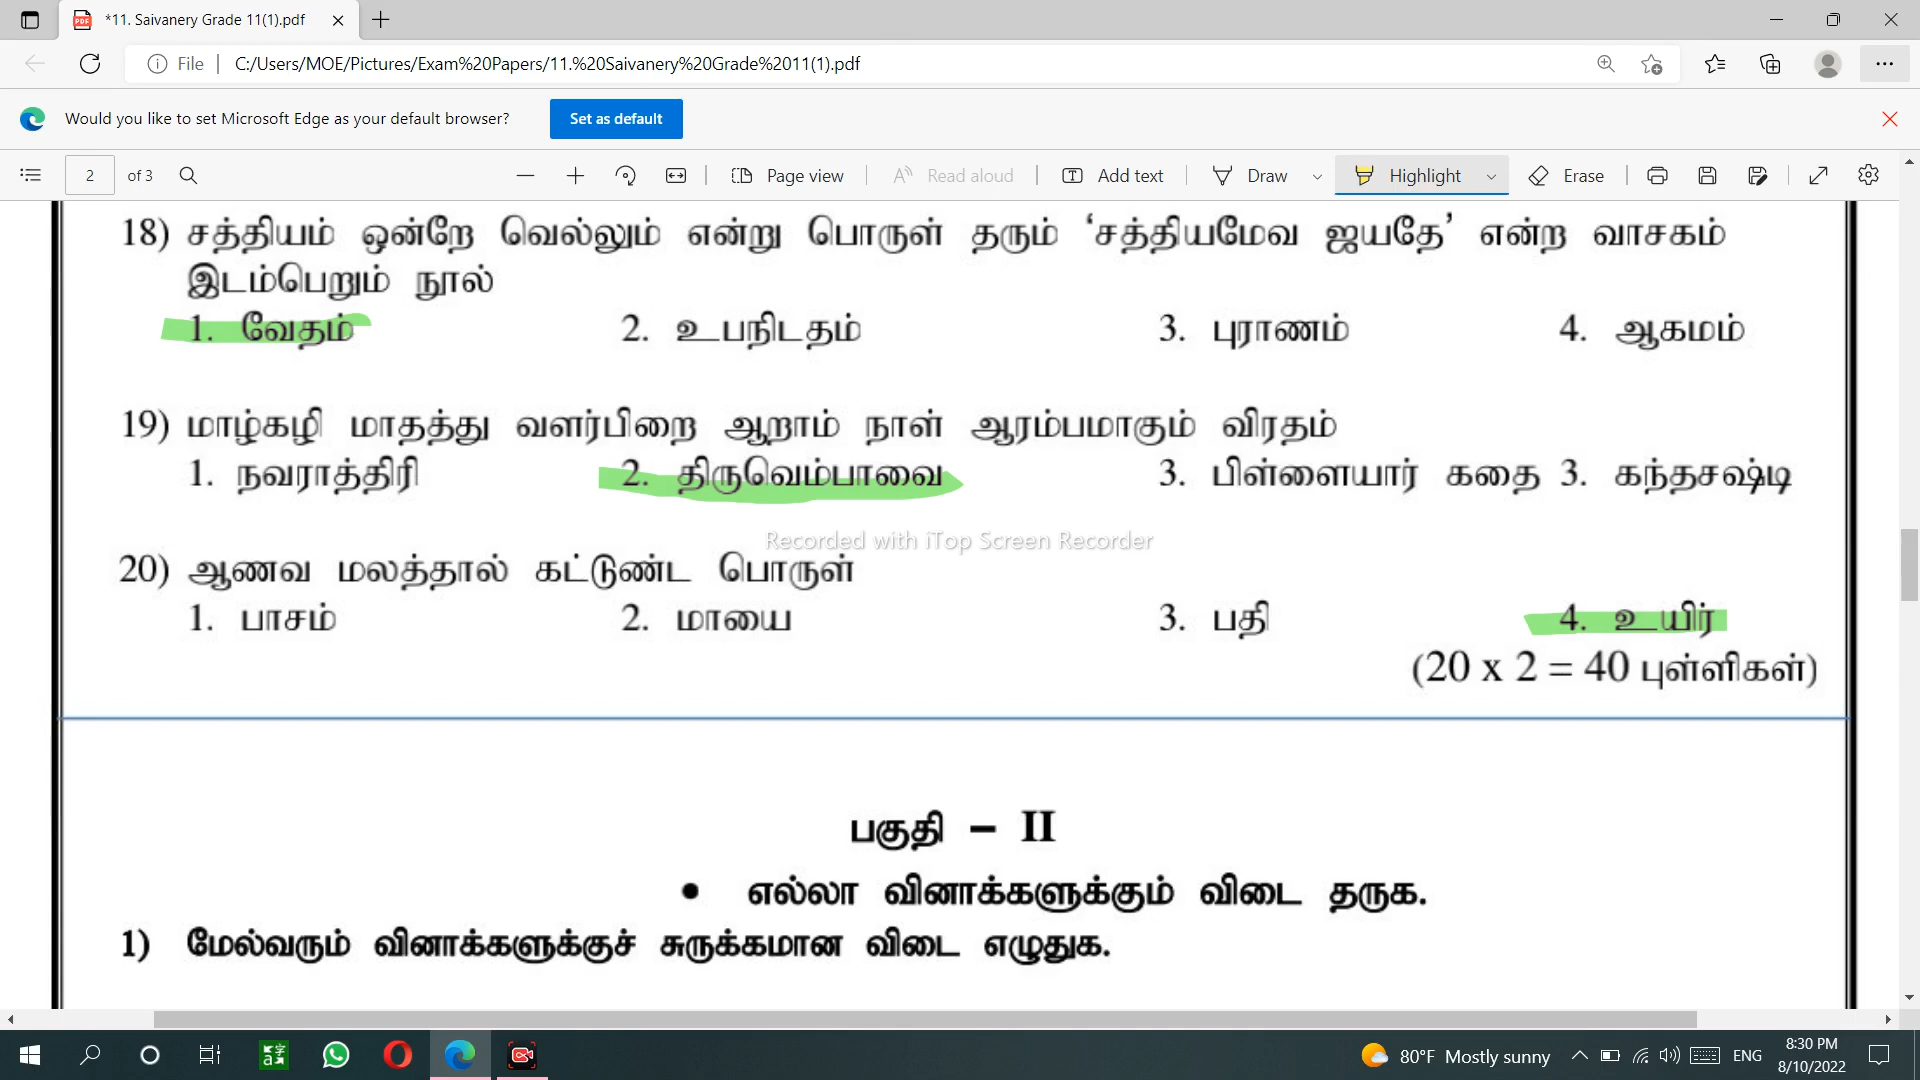 *11. Saivanery Grade 11(1).pdf
File C:/Users/MOE/Pictures/Exam%20Papers/11.%20Saivanery%20Grade%2011(1).pdf
Would you like to set Microsoft Edge as your default browser? Set as default
2 of 3 Page view Read aloud Add text Draw Highlight Erase
18) சத்தியம் ஒன்றே வெல்லும் என்று பொருள் தரும் ‘சத்தியமேவ ஜயதே’ என்ற வாசகம்
இடம்பெறும் நூல்
1. வேதம் 2. உபநிடதம் 3. புராணம் 4. ஆகமம்
19) மாழ்கழி மாதத்து வளர்பிறை ஆறாம் நாள் ஆரம்பமாகும் விரதம்
1. நவராத்திரி 2. திருவெம்பாவை 3. பிள்ளையார் கதை 3. கந்தசஷ்டி
Recorded with iTop Screen Recorder
20) ஆணவ மலத்தால் கட்டுண்ட பொருள்
1. பாசம் 2. மாயை 3. பதி 4. உயிர்
(20 x 2 = 40 புள்ளிகள்)
பகுதி – II
• எல்லா வினாக்களுக்கும் விடை தருக.
1) மேல்வரும் வினாக்களுக்குச் சுருக்கமான விடை எழுதுக.
80°F Mostly sunny ENG 8:30 PM
8/10/2022